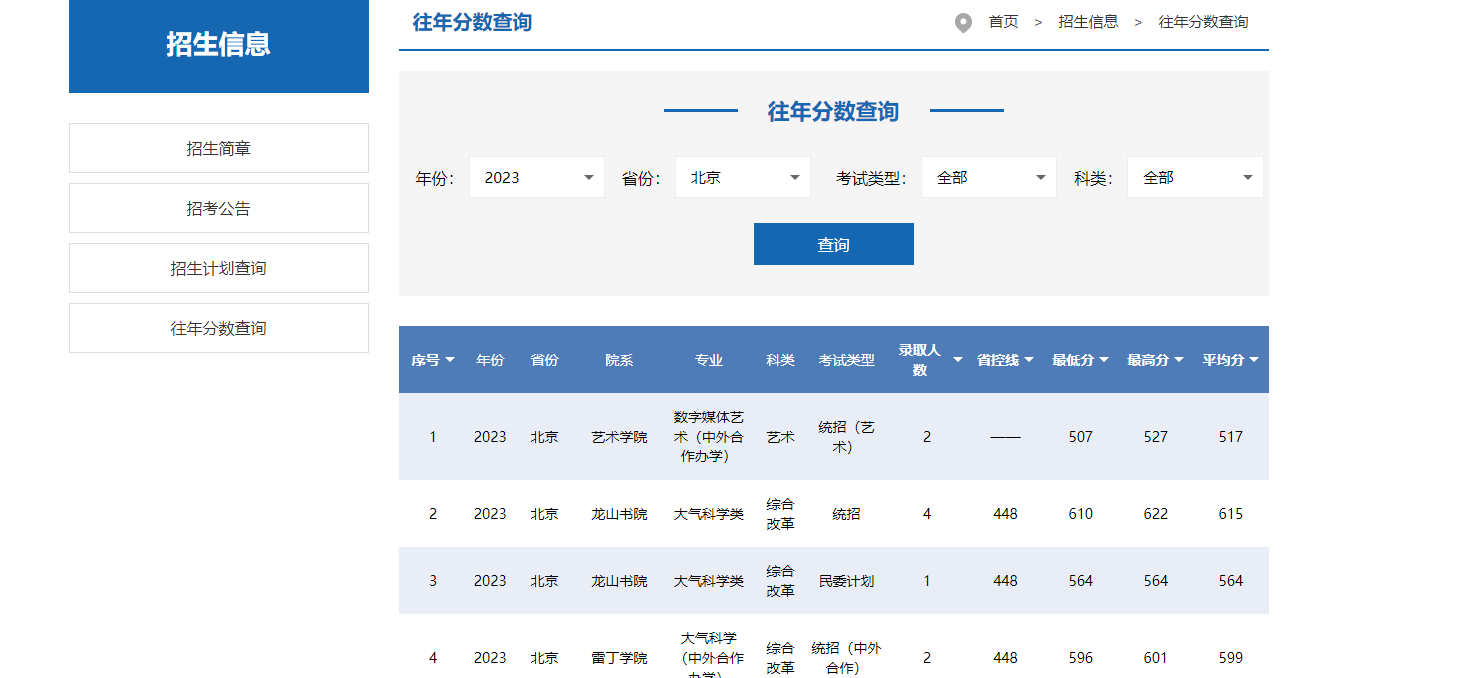 招生信息
招生简章
招考公告
招生计划查询
往年分数查询
往年分数查询
首页 > 招生信息 > 往年分数查询
往年分数查询
年份： 2023 省份： 北京 考试类型： 全部 科类： 全部
查询
序号 年份 省份 院系 专业 科类 考试类型 录取人数 省控线 最低分 最高分 平均分
1 2023 北京 艺术学院 数字媒体艺术（中外合作办学） 艺术 统招（艺术） 2 —— 507 527 517
2 2023 北京 龙山书院 大气科学类 综合改革 统招 4 448 610 622 615
3 2023 北京 龙山书院 大气科学类 综合改革 民委计划 1 448 564 564 564
4 2023 北京 雷丁学院 大气科学（中外合作办学） 综合改革 统招（中外合作） 2 448 596 601 599